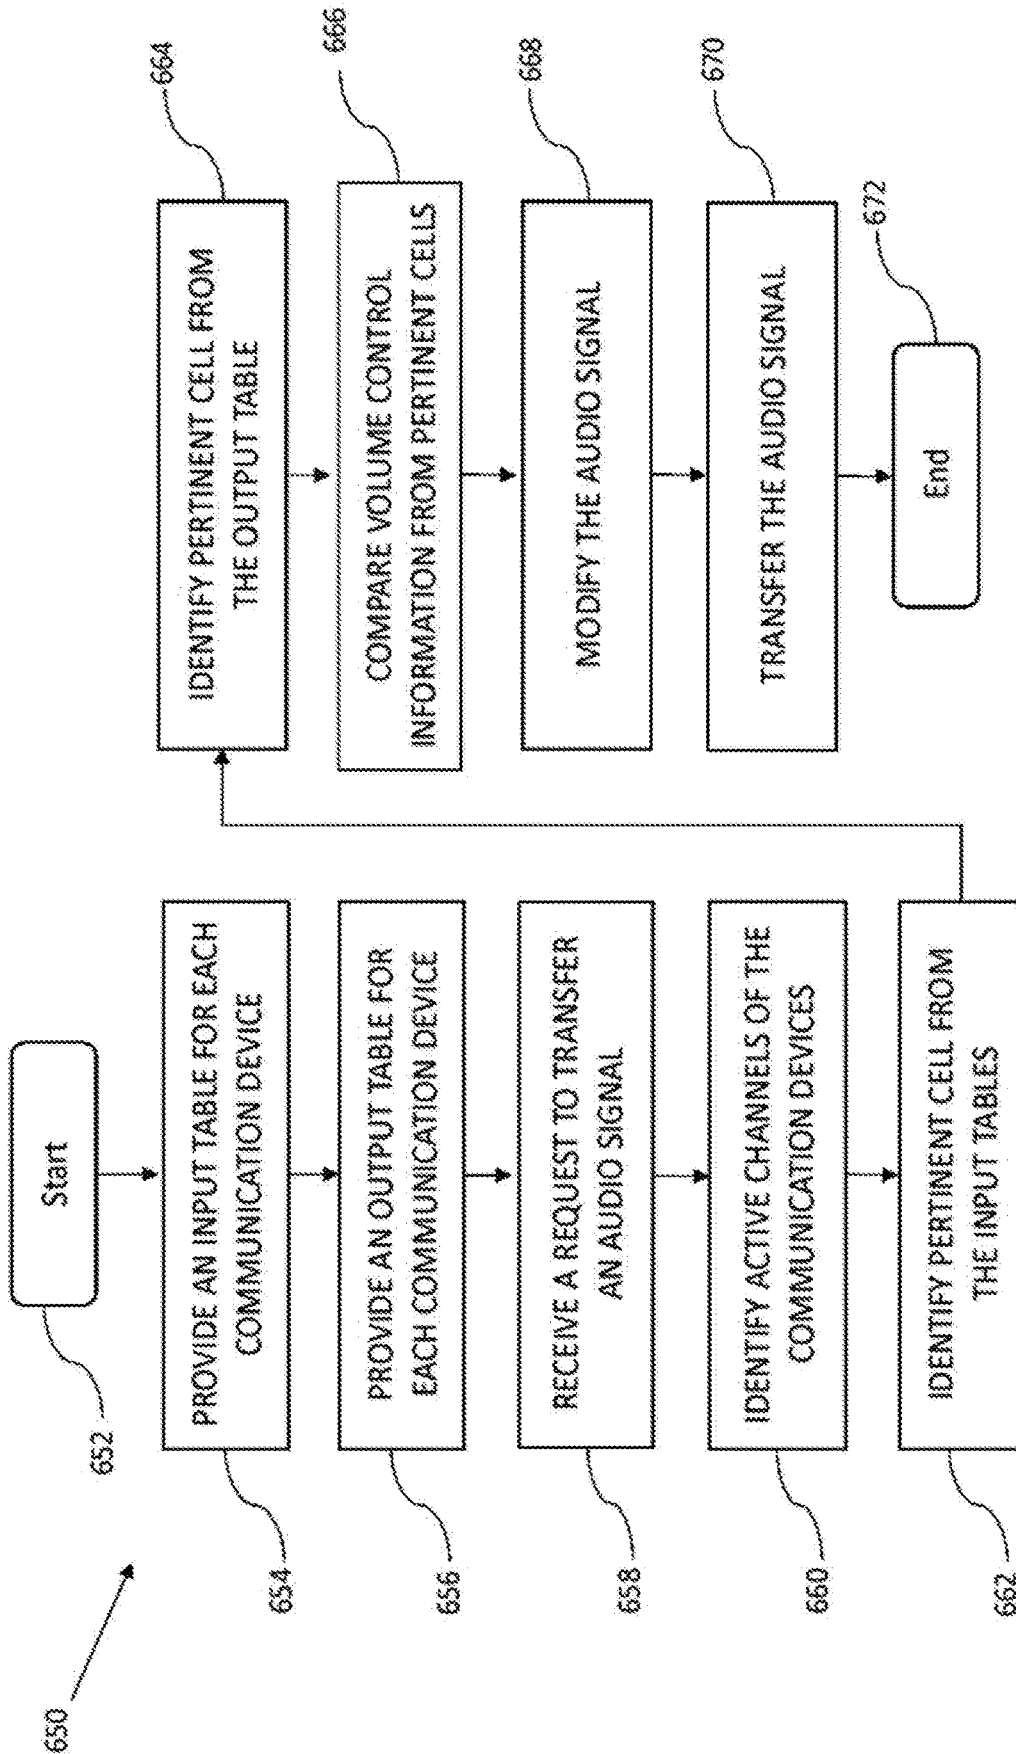 650
652
Start
654
PROVIDE AN INPUT TABLE FOR EACH
COMMUNICATION DEVICE
656
PROVIDE AN OUTPUT TABLE FOR
EACH COMMUNICATION DEVICE
658
RECEIVE A REQUEST TO TRANSFER
AN AUDIO SIGNAL
660
IDENTIFY ACTIVE CHANNELS OF THE
COMMUNICATION DEVICES
662
IDENTIFY PERTINENT CELL FROM
THE INPUT TABLES
664
IDENTIFY PERTINENT CELL FROM
THE OUTPUT TABLE
666
COMPARE VOLUME CONTROL
INFORMATION FROM PERTINENT CELLS
668
MODIFY THE AUDIO SIGNAL
670
TRANSFER THE AUDIO SIGNAL
672
End